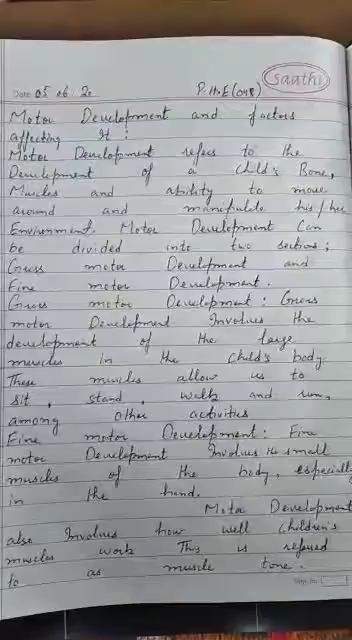 saathi
Date 05 06 20 P.H.E (048)
Motor Development and factors
affecting It :
Motor Development refers to the
Development of a child's Bone,
Muscles and ability to move
around and manipulate his/her
Environment. Motor Development Can
be divided into two sections;
Gross motor Development and
Fine motor Development.
Gross motor Development : Gross
motor Development Involves the
development of the large
muscles in the child's body.
These muscles allow us to
sit, stand, walk and run,
among other activities
Fine motor Development : Fine
motor Development Involves the small
muscles of the body, especially
in the hand.
Motor Development
also Involves how well children's
muscles work This is refered
to as muscle tone.